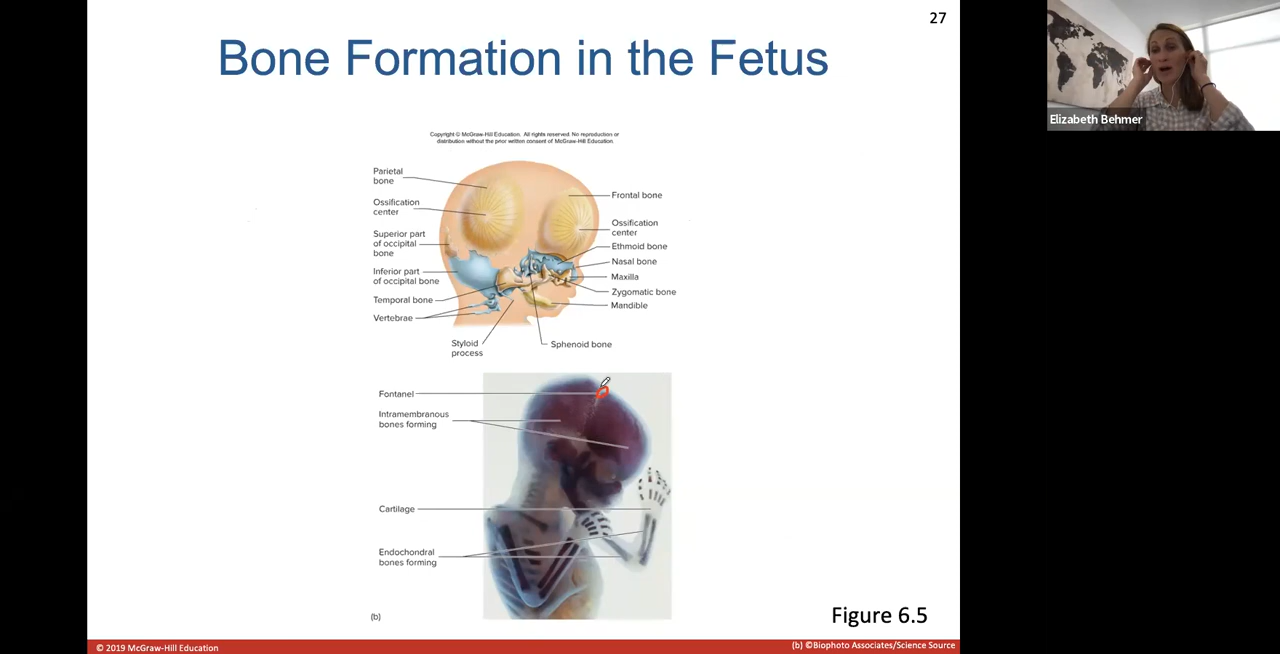 27
Bone Formation in the Fetus
Elizabeth Behmer
Copyright © McGraw-Hill Education. All rights reserved. No reproduction or
distribution without the prior written consent of McGraw-Hill Education
Parietal
bone
Ossification
center
Superior part
of occipital
bone
Inferior part
of occipital bone
Temporal bone
Vertebrae
Styloid
process
Sphenoid bone
Frontal bone
Ossification
center
Ethmoid bone
Nasal bone
Maxilla
Zygomatic bone
Mandible
Fontanel
Intramembranous
bones forming
Cartilage
Endochondral
bones forming
(b)
Figure 6.5
© 2019 McGraw-Hill Education
(b) ©Biophoto Associates/Science Source